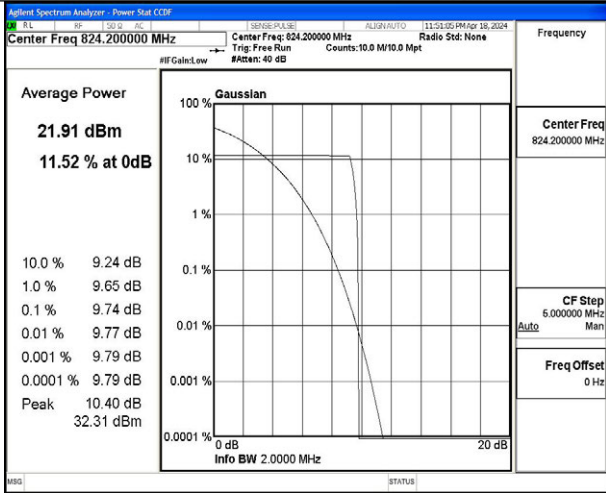 Agilent Spectrum Analyzer - Power Stat CCDF
RL RF 50 Ω AC SENSE:PULSE ALIGN AUTO 11:51:05 PM Apr 18, 2024
Center Freq 824.200000 MHz
Center Freq: 824.200000 MHz Radio Std: None
Trig: Free Run Counts:10.0 M/10.0 Mpt
#IFGain:Low #Atten: 40 dB
Frequency
Average Power
21.91 dBm
11.52 % at 0dB
10.0 % 9.24 dB
1.0 % 9.65 dB
0.1 % 9.74 dB
0.01 % 9.77 dB
0.001 % 9.79 dB
0.0001 % 9.79 dB
Peak 10.40 dB
32.31 dBm
Gaussian
100 %
10 %
1 %
0.1 %
0.01 %
0.001 %
0.0001 %
0 dB 20 dB
Info BW 2.0000 MHz
Center Freq
824.200000 MHz
CF Step
5.000000 MHz
Auto Man
Freq Offset
0 Hz
MSG STATUS